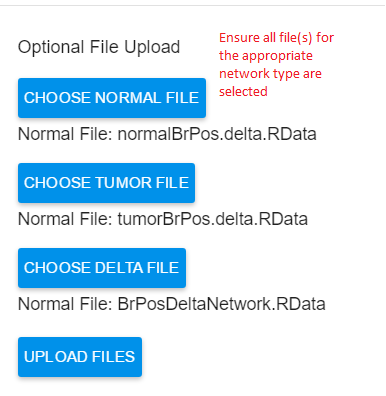 Optional File Upload
Ensure all file(s) for
the appropriate
network type are
selected
CHOOSE NORMAL FILE
Normal File: normalBrPos.delta.RData
CHOOSE TUMOR FILE
Normal File: tumorBrPos.delta.RData
CHOOSE DELTA FILE
Normal File: BrPosDeltaNetwork.RData
UPLOAD FILES